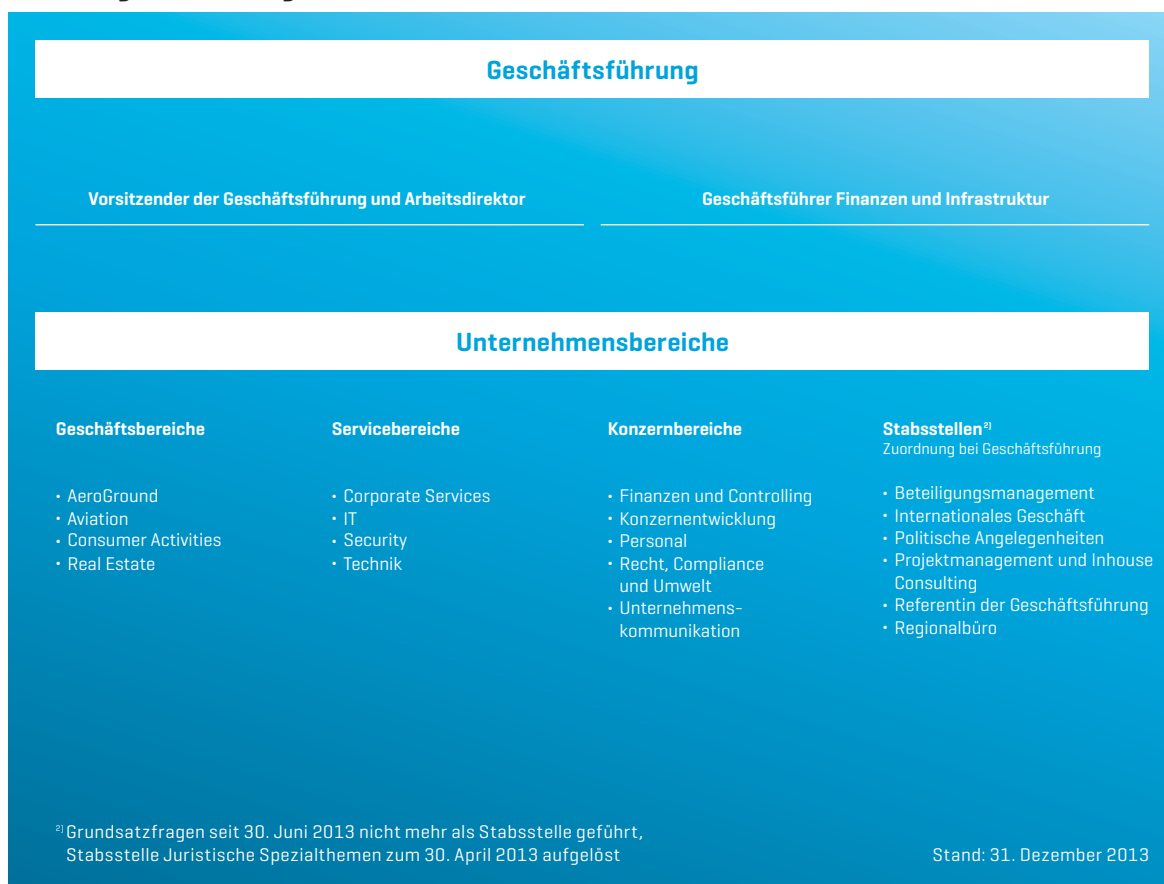 Geschäftsführung
Vorsitzender der Geschäftsführung und Arbeitsdirektor
Geschäftsführer Finanzen und Infrastruktur
Unternehmensbereiche
Geschäftsbereiche
• AeroGround
• Aviation
• Consumer Activities
• Real Estate
Servicebereiche
• Corporate Services
• IT
• Security
• Technik
Konzernbereiche
• Finanzen und Controlling
• Konzernentwicklung
• Personal
• Recht, Compliance
und Umwelt
• Unternehmens-
kommunikation
Stabsstellen²⁾
Zuordnung bei Geschäftsführung
• Beteiligungsmanagement
• Internationales Geschäft
• Politische Angelegenheiten
• Projektmanagement und Inhouse
Consulting
• Referentin der Geschäftsführung
• Regionalbüro
²⁾ Grundsatzfragen seit 30. Juni 2013 nicht mehr als Stabsstelle geführt,
Stabsstelle Juristische Spezialthemen zum 30. April 2013 aufgelöst
Stand: 31. Dezember 2013